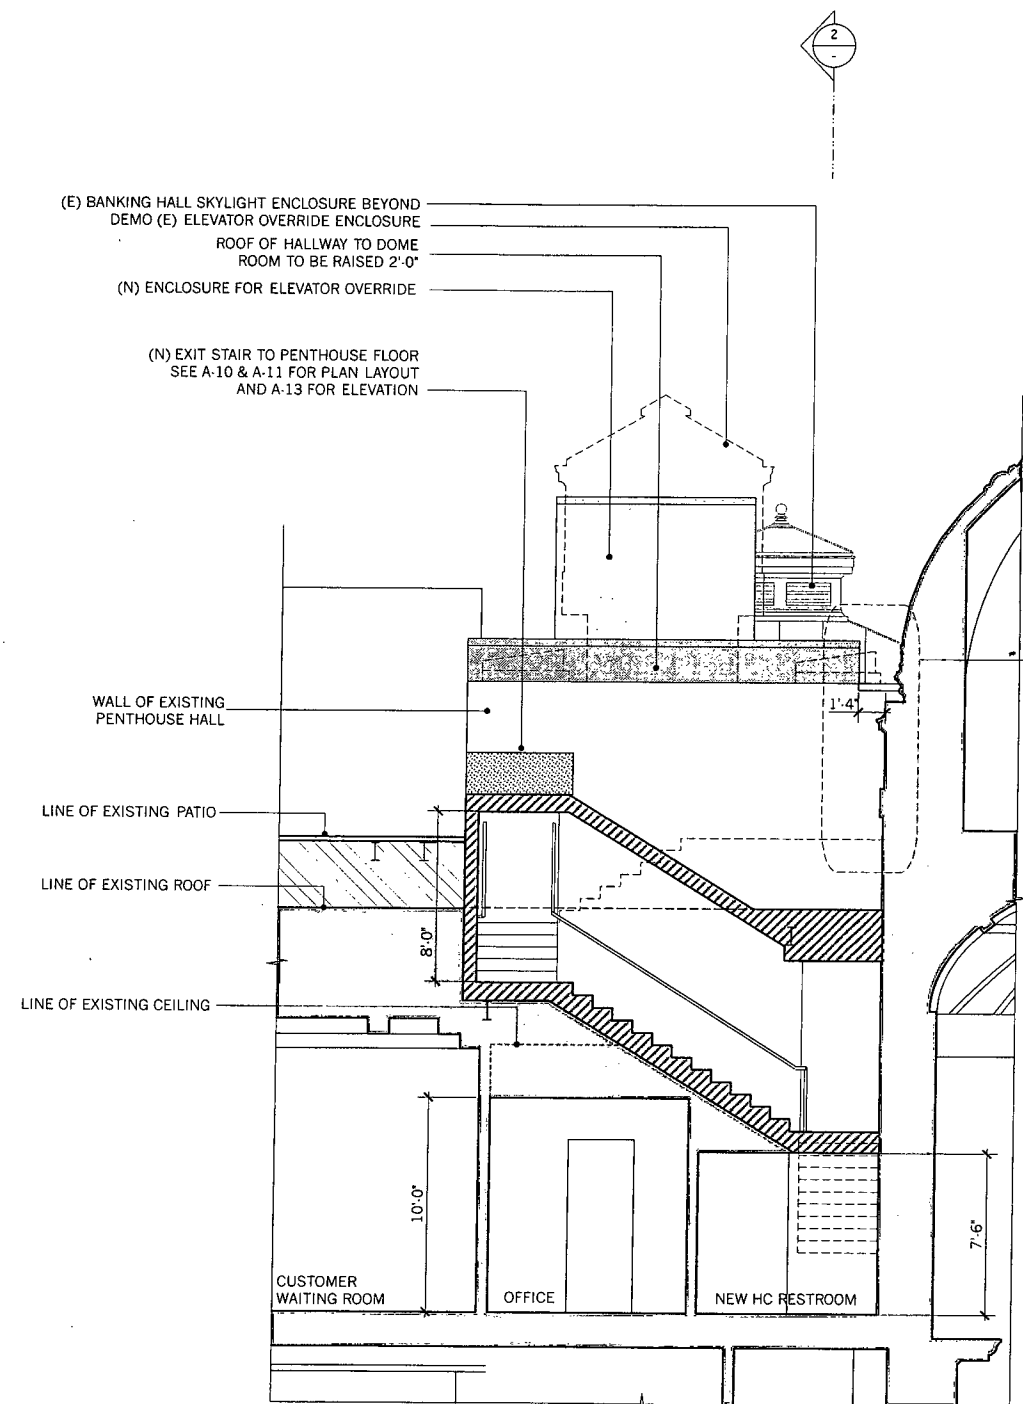 2
-
(E) BANKING HALL SKYLIGHT ENCLOSURE BEYOND
DEMO (E) ELEVATOR OVERRIDE ENCLOSURE
ROOF OF HALLWAY TO DOME
ROOM TO BE RAISED 2'-0"
(N) ENCLOSURE FOR ELEVATOR OVERRIDE
(N) EXIT STAIR TO PENTHOUSE FLOOR
SEE A-10 & A-11 FOR PLAN LAYOUT
AND A-13 FOR ELEVATION
WALL OF EXISTING
PENTHOUSE HALL
1'-4"
LINE OF EXISTING PATIO
LINE OF EXISTING ROOF
8'-0"
LINE OF EXISTING CEILING
10'-0"
7'-6"
CUSTOMER
WAITING ROOM
OFFICE
NEW HC RESTROOM